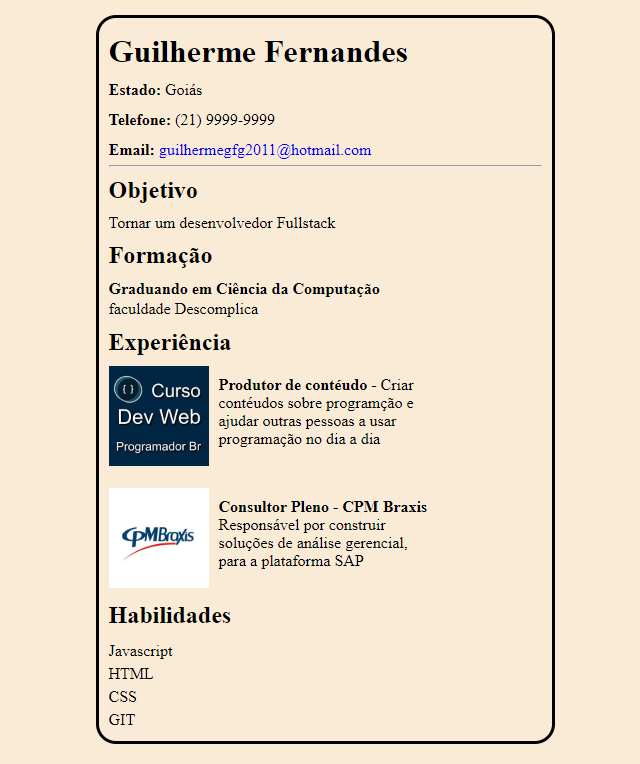 Guilherme Fernandes
Estado: Goiás
Telefone: (21) 9999-9999
Email: guilhermegfg2011@hotmail.com
Objetivo
Tornar um desenvolvedor Fullstack
Formação
Graduando em Ciência da Computação
faculdade Descomplica
Experiência
{ } Curso
Dev Web
Programador Br
Produtor de contéudo - Criar
contéudos sobre programção e
ajudar outras pessoas a usar
programação no dia a dia
CPMBraxis
Consultor Pleno - CPM Braxis
Responsável por construir
soluções de análise gerencial,
para a plataforma SAP
Habilidades
Javascript
HTML
CSS
GIT